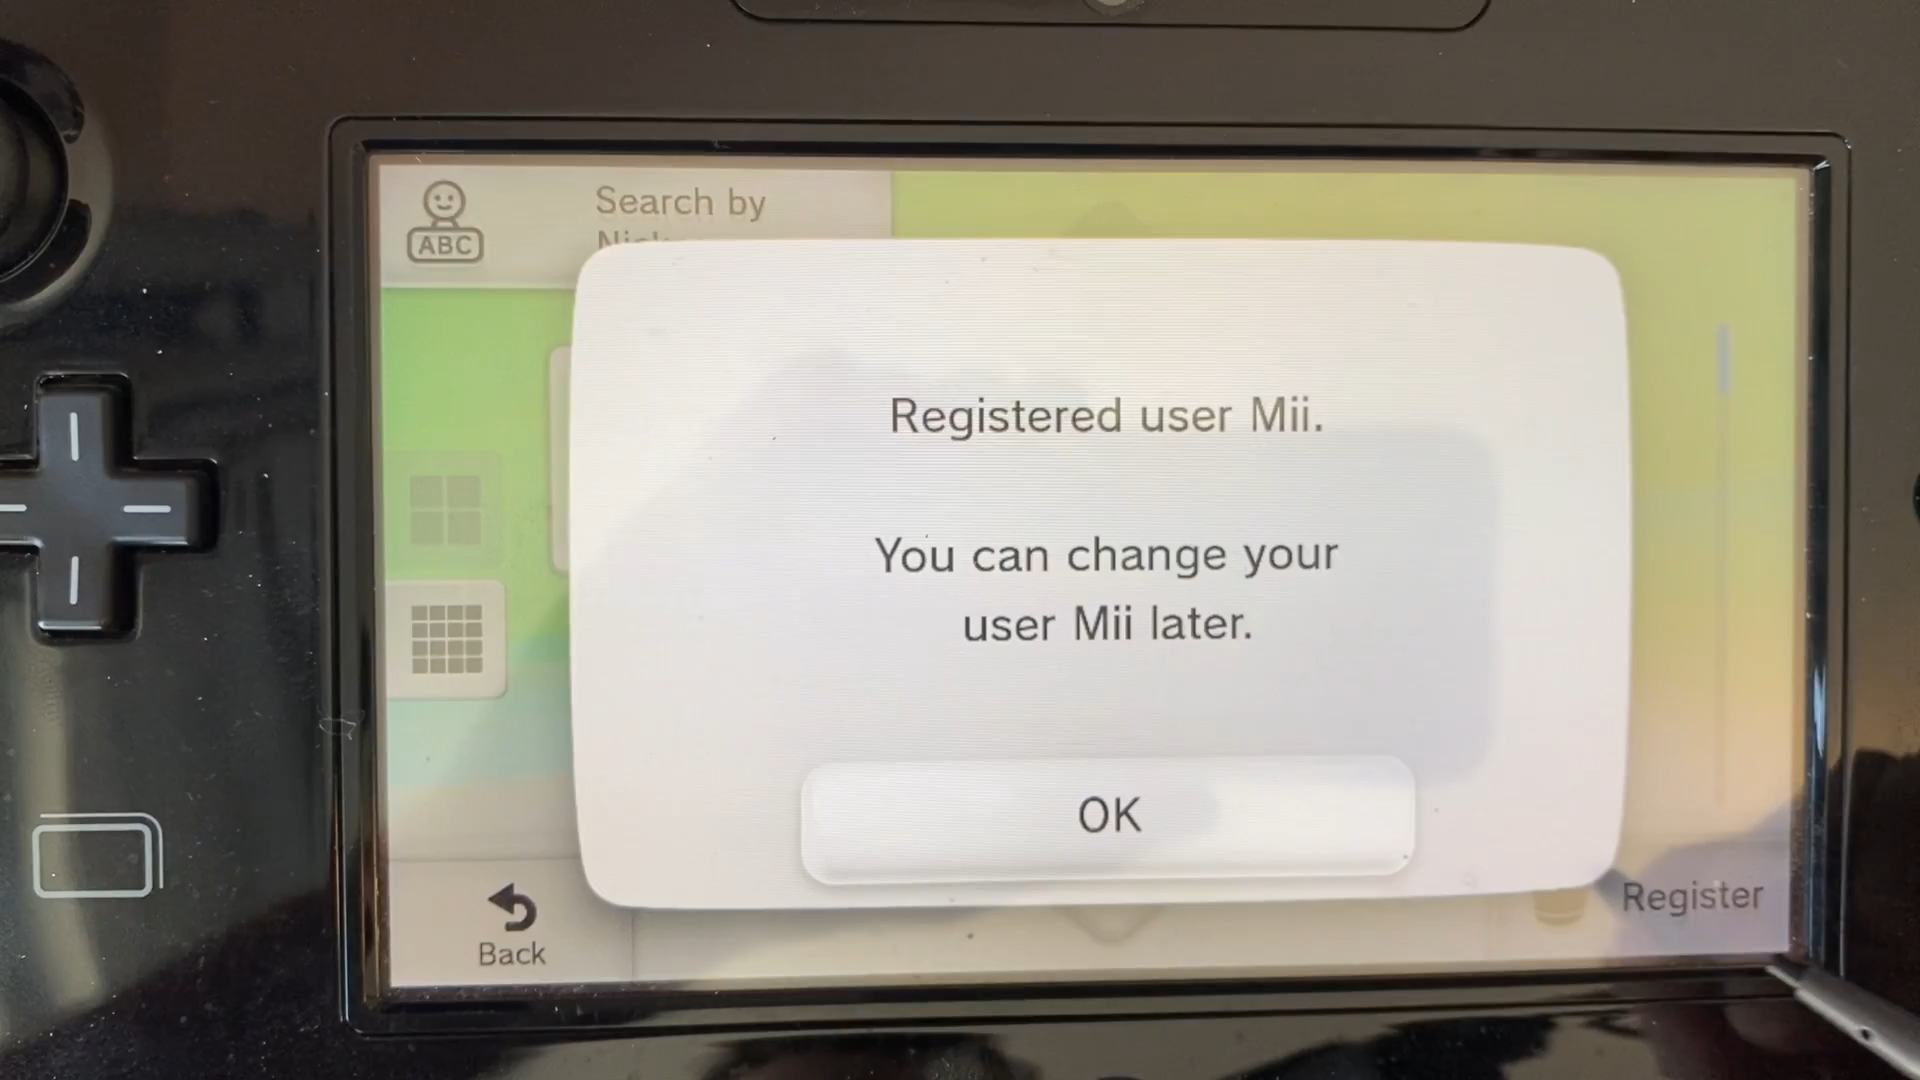 Search by
ABC
Registered user Mii.
You can change your
user Mii later.
OK
Register
Back